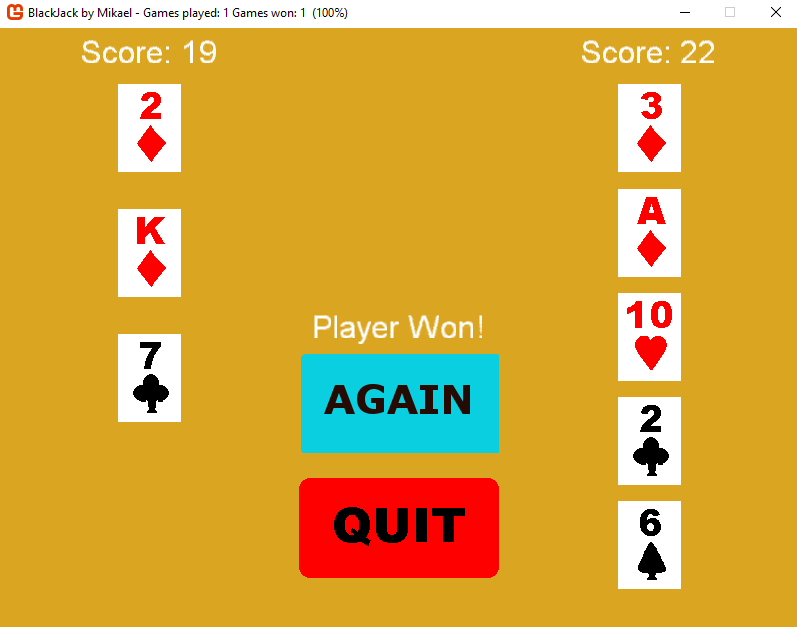 BlackJack by Mikael - Games played: 1 Games won: 1  (100%)
Score: 19
Score: 22
2
3
K
A
7
10
2
6
Player Won!
AGAIN
QUIT